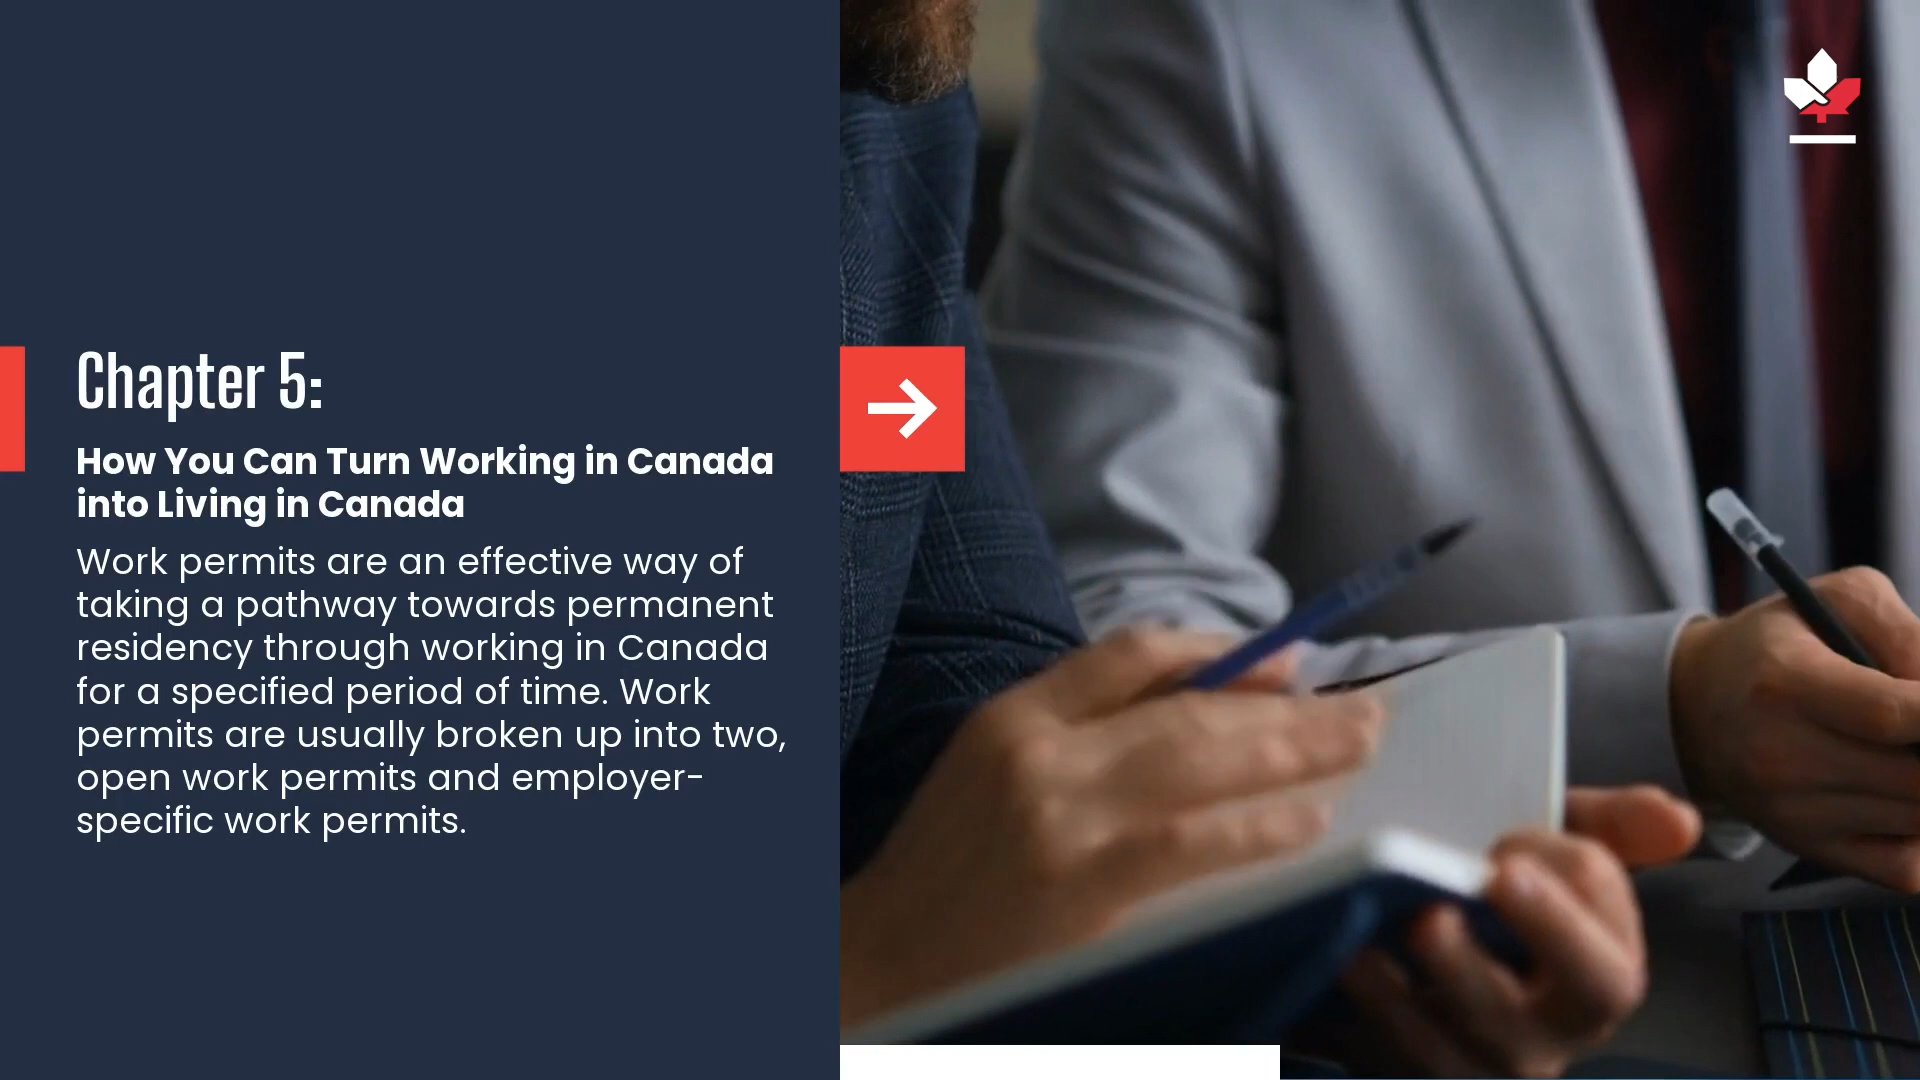 Chapter 5:
How You Can Turn Working in Canada
into Living in Canada
Work permits are an effective way of
taking a pathway towards permanent
residency through working in Canada
for a specified period of time. Work
permits are usually broken up into two,
open work permits and employer-
specific work permits.